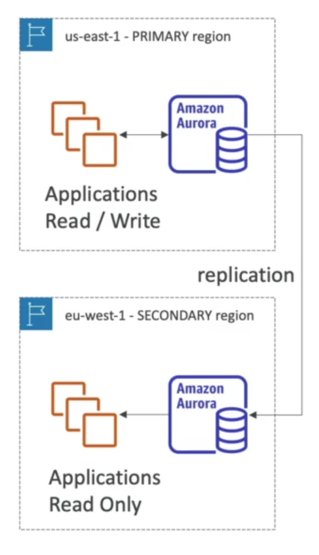 us-east-1 - PRIMARY region
Amazon
Aurora
Applications
Read / Write
replication
eu-west-1 - SECONDARY region
Amazon
Aurora
Applications
Read Only